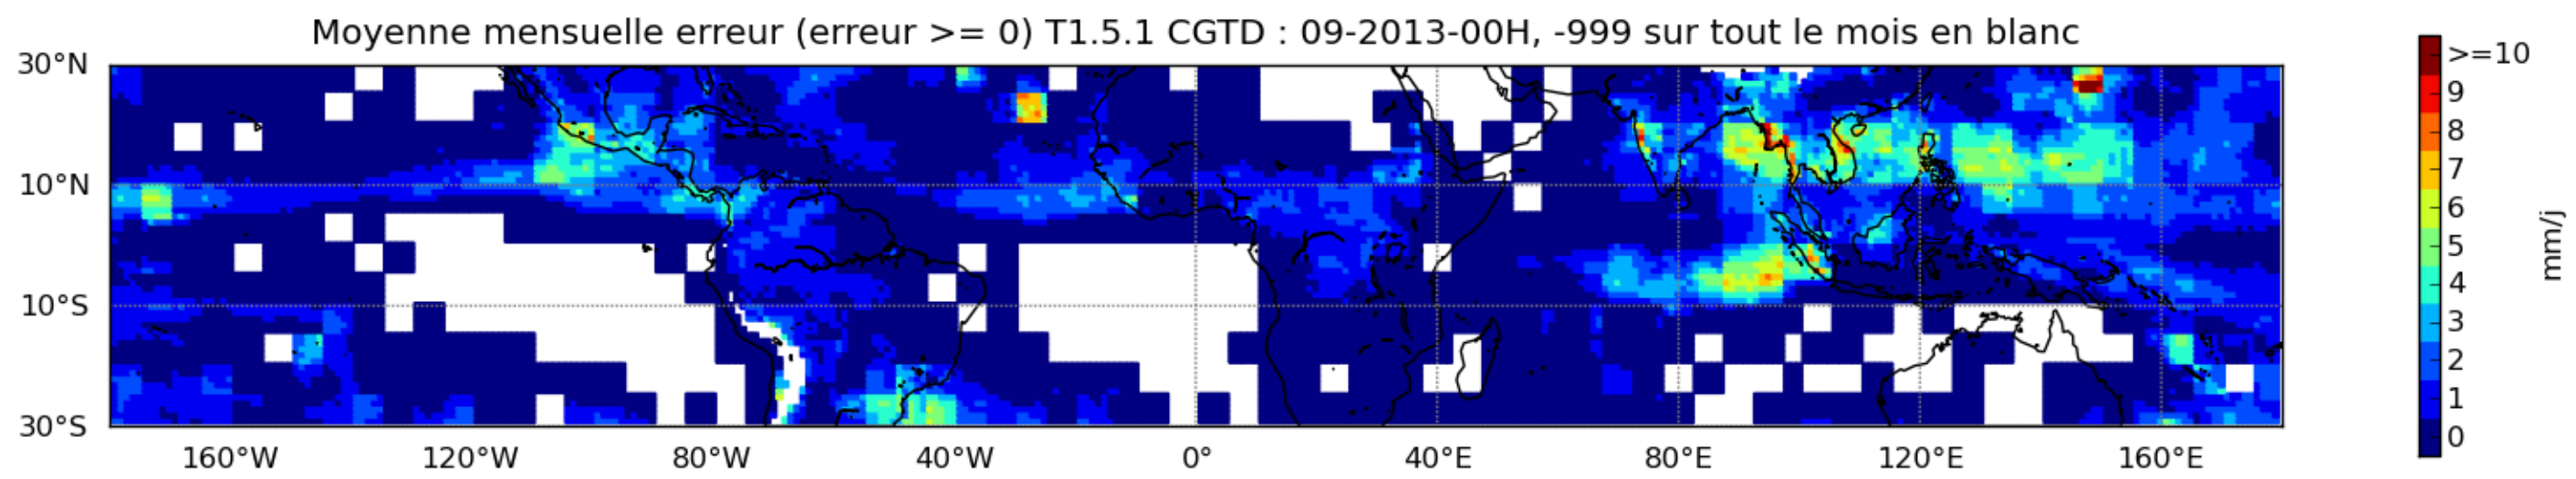 Moyenne mensuelle erreur (erreur >= 0) T1.5.1 CGTD : 09-2013-00H, -999 sur tout le mois en blanc
30°N
10°N
10°S
30°S
160°W 120°W 80°W 40°W 0° 40°E 80°E 120°E 160°E
>=10
9
8
7
6
5
4
3
2
1
0
mm/j